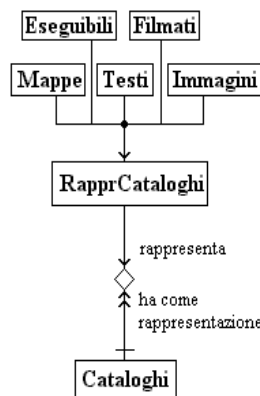 Eseguibili Filmati
Mappe Testi Immagini
RapprCataloghi
rappresenta
ha come
rappresentazione
Cataloghi